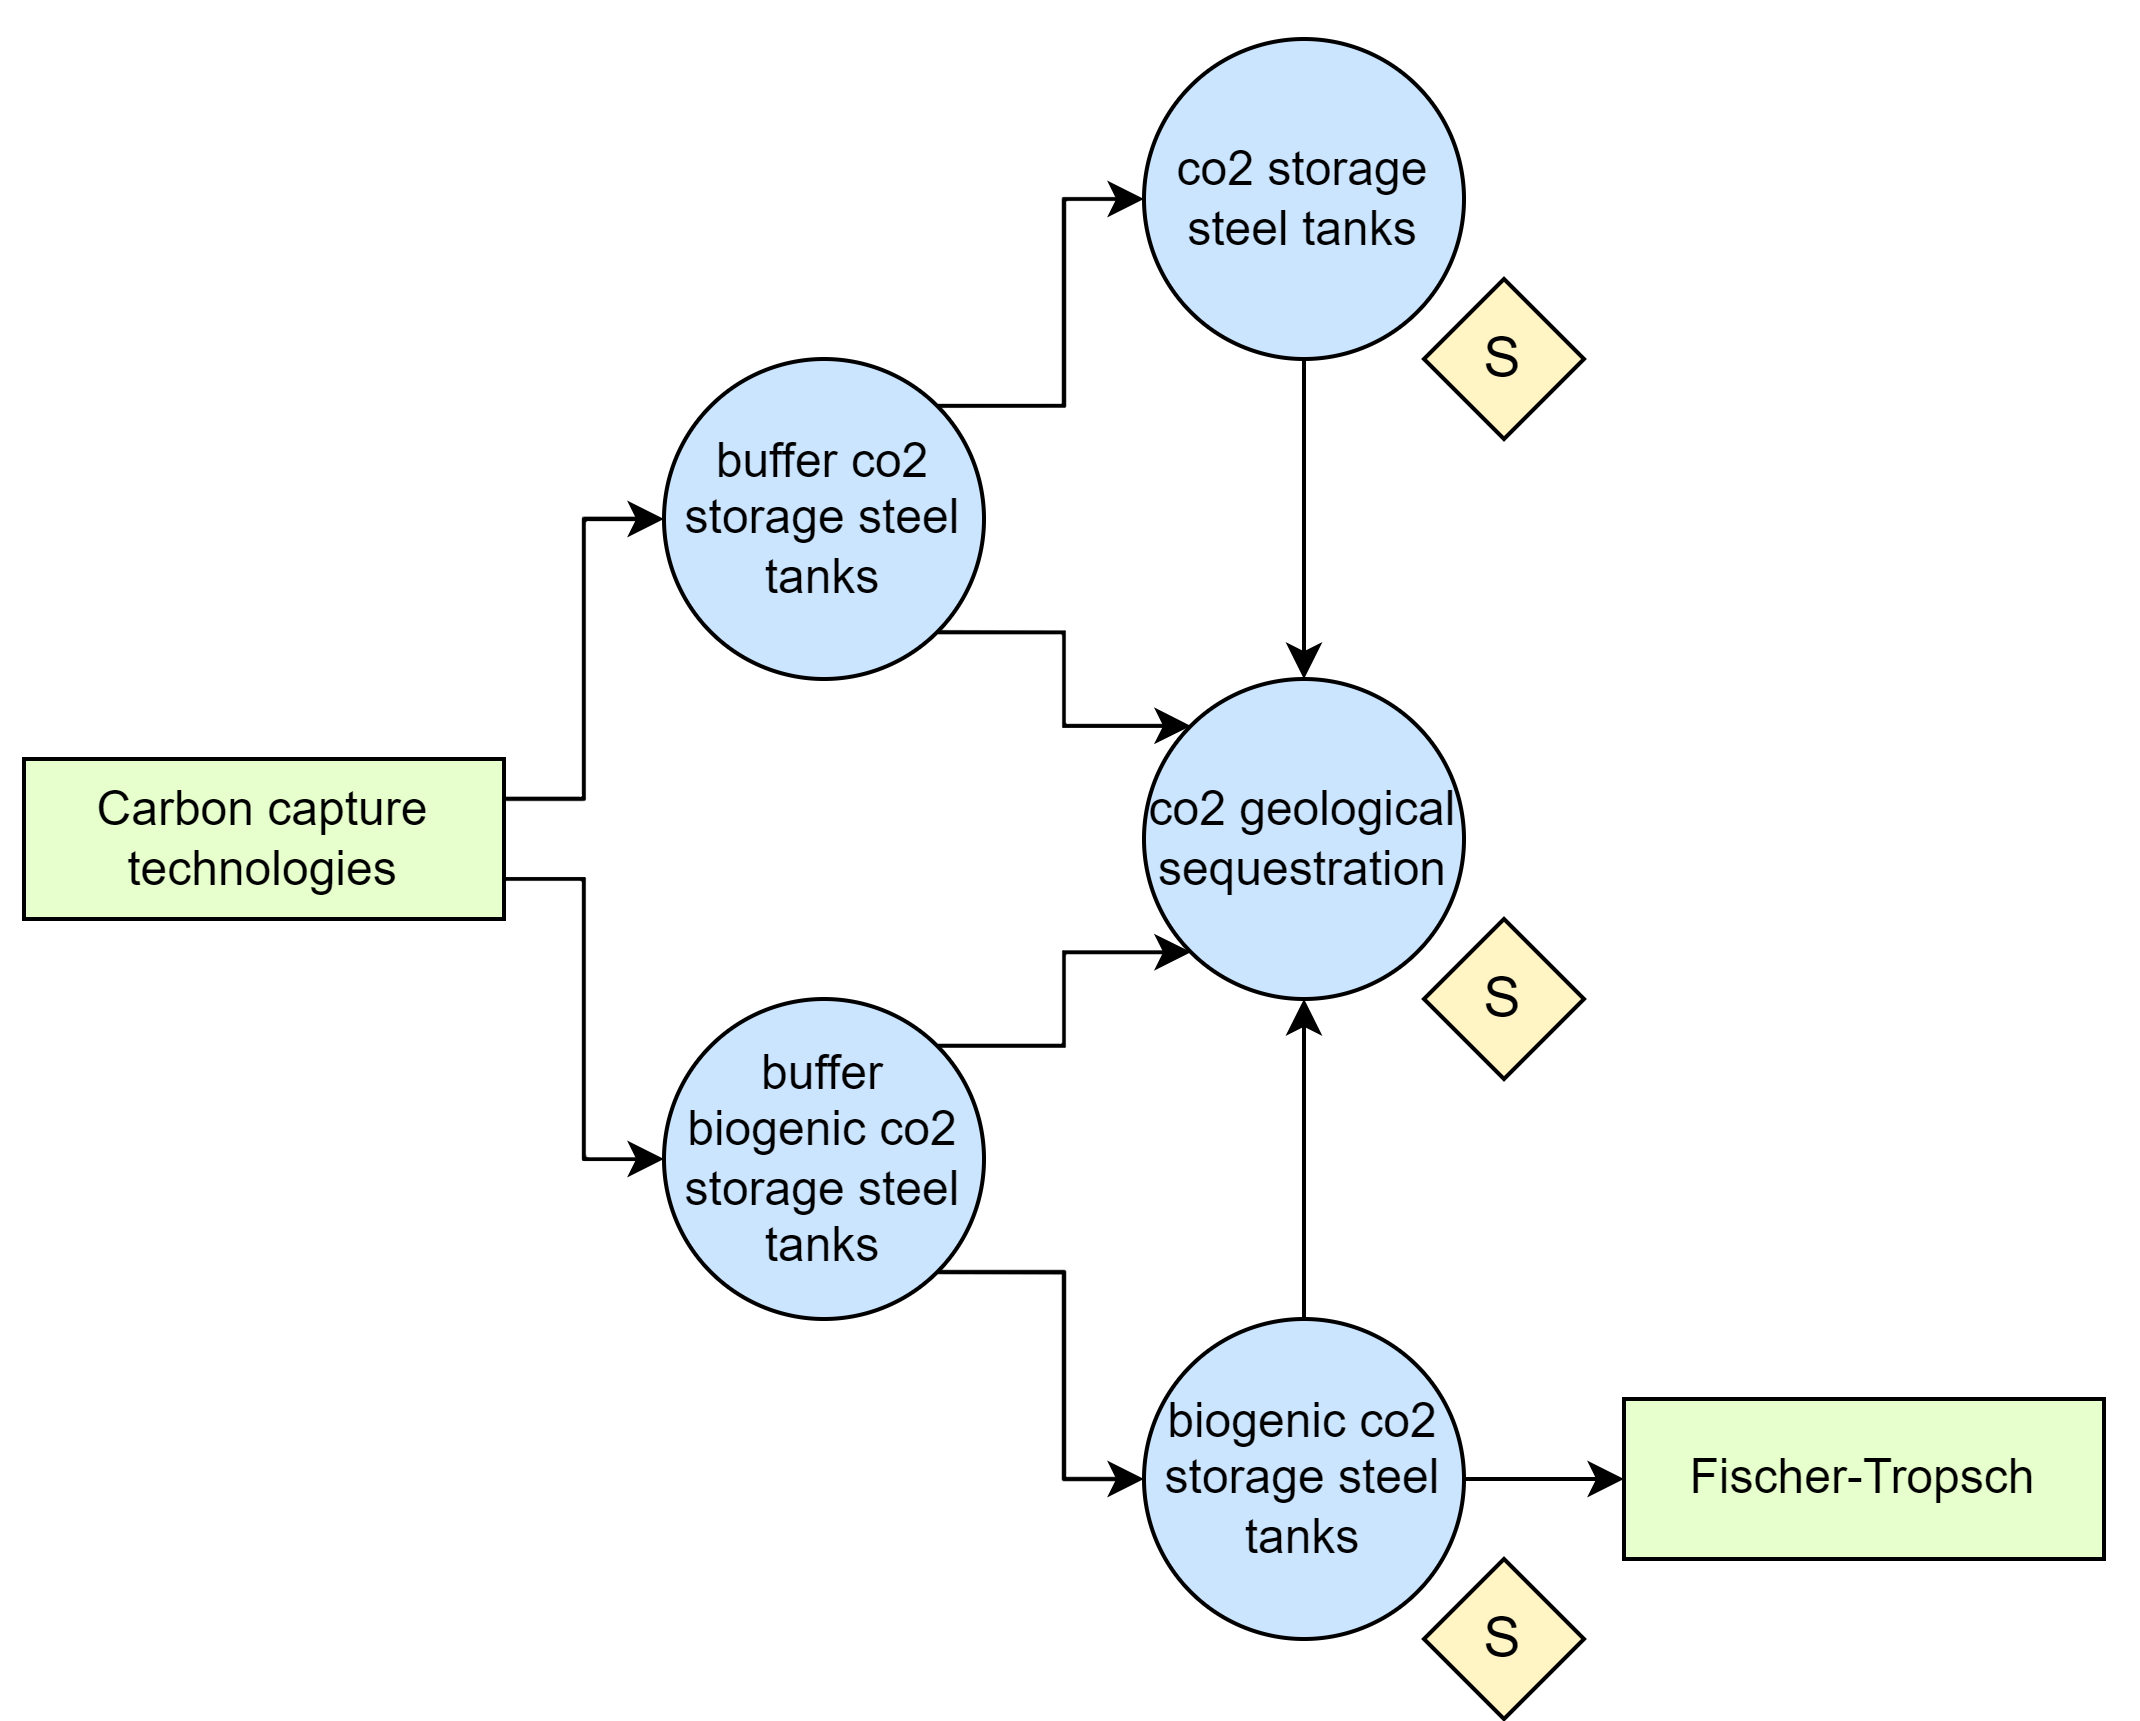 co2 storage
steel tanks
S
buffer co2
storage steel
tanks
Carbon capture
technologies
co2 geological
sequestration
S
buffer
biogenic co2
storage steel
tanks
biogenic co2
storage steel
tanks
Fischer-Tropsch
S